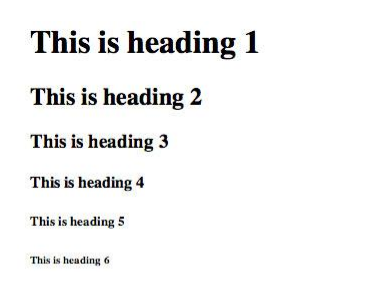 This is heading 1
This is heading 2
This is heading 3
This is heading 4
This is heading 5
This is heading 6